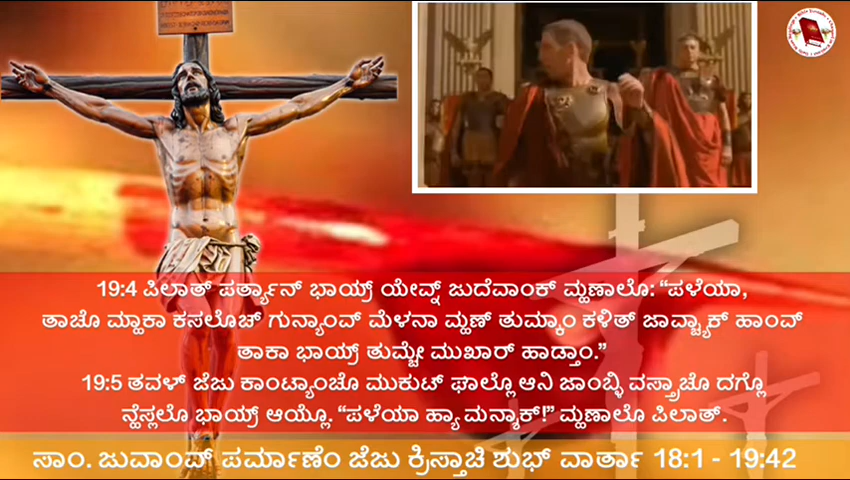 19:4 ಪಿಲಾತ್ ಪರ್ತ್ಯಾನ್ ಭಾಯ್ರ್ ಯೇವ್ನ್ ಜುದೆವಾಂಕ್ ಮ್ಹಣಾಲೊ: “ಪಳೆಯಾ,
ತಾಚೊ ಮ್ಹಾಕಾ ಕಸಲೊಚ್ ಗುನ್ಯಾಂವ್ ಮೆಳನಾ ಮ್ಹಣ್ ತುಮ್ಕಾಂ ಕಳಿತ್ ಜಾವ್ಚ್ಯಾಕ್ ಹಾಂವ್
ತಾಕಾ ಭಾಯ್ರ್ ತುಮ್ಚೇ ಮುಖಾರ್ ಹಾಡ್ತಾಂ.”
19:5 ತವಳ್ ಜೆಜು ಕಾಂಟ್ಯಾಂಚೊ ಮುಕುಟ್ ಘಾಲ್ಲೊ ಆನಿ ಜಾಂಬ್ಳಿ ವಸ್ತ್ರಾಚೊ ದಗ್ಲೊ
ನ್ಹೆಸ್ಲಲೊ ಭಾಯ್ರ್ ಆಯ್ಲೊ. “ಪಳೆಯಾ ಹ್ಯಾ ಮನ್ಶಾಕ್!” ಮ್ಹಣಾಲೊ ಪಿಲಾತ್.
ಸಾಂ. ಜುವಾಂವ್ ಪರ್ಮಾಣೆಂ ಜೆಜು ಕ್ರಿಸ್ತಾಚಿ ಶುಭ್ ವಾರ್ತಾ 18:1 - 19:42